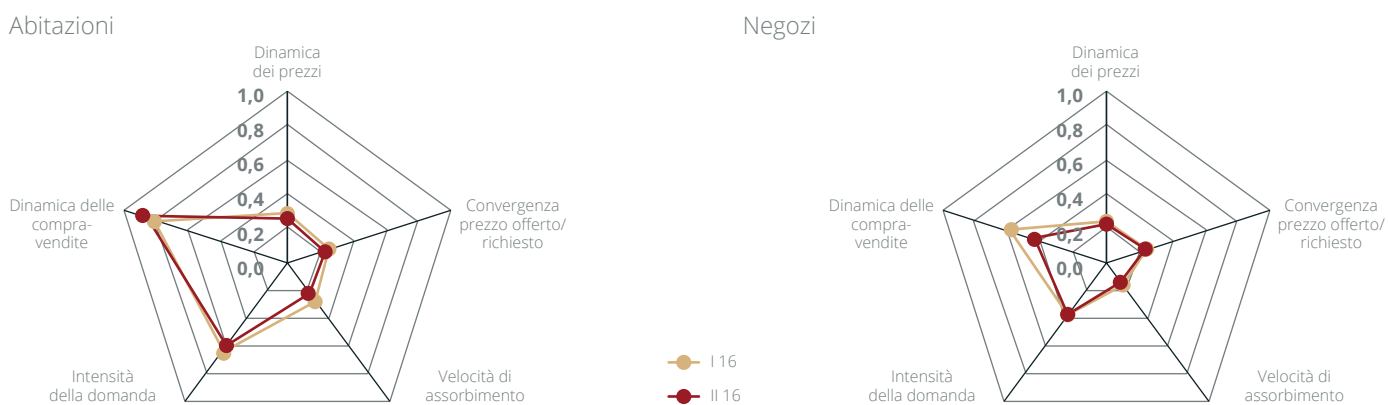 Abitazioni
Dinamica
dei prezzi
1,0
0,8
0,6
0,4
0,2
0,0
Dinamica delle
compra-
vendite
Convergenza
prezzo offerto/
richiesto
Intensità
della domanda
Velocità di
assorbimento
I 16
II 16
Negozi
Dinamica
dei prezzi
1,0
0,8
0,6
0,4
0,2
0,0
Dinamica delle
compra-
vendite
Convergenza
prezzo offerto/
richiesto
Intensità
della domanda
Velocità di
assorbimento